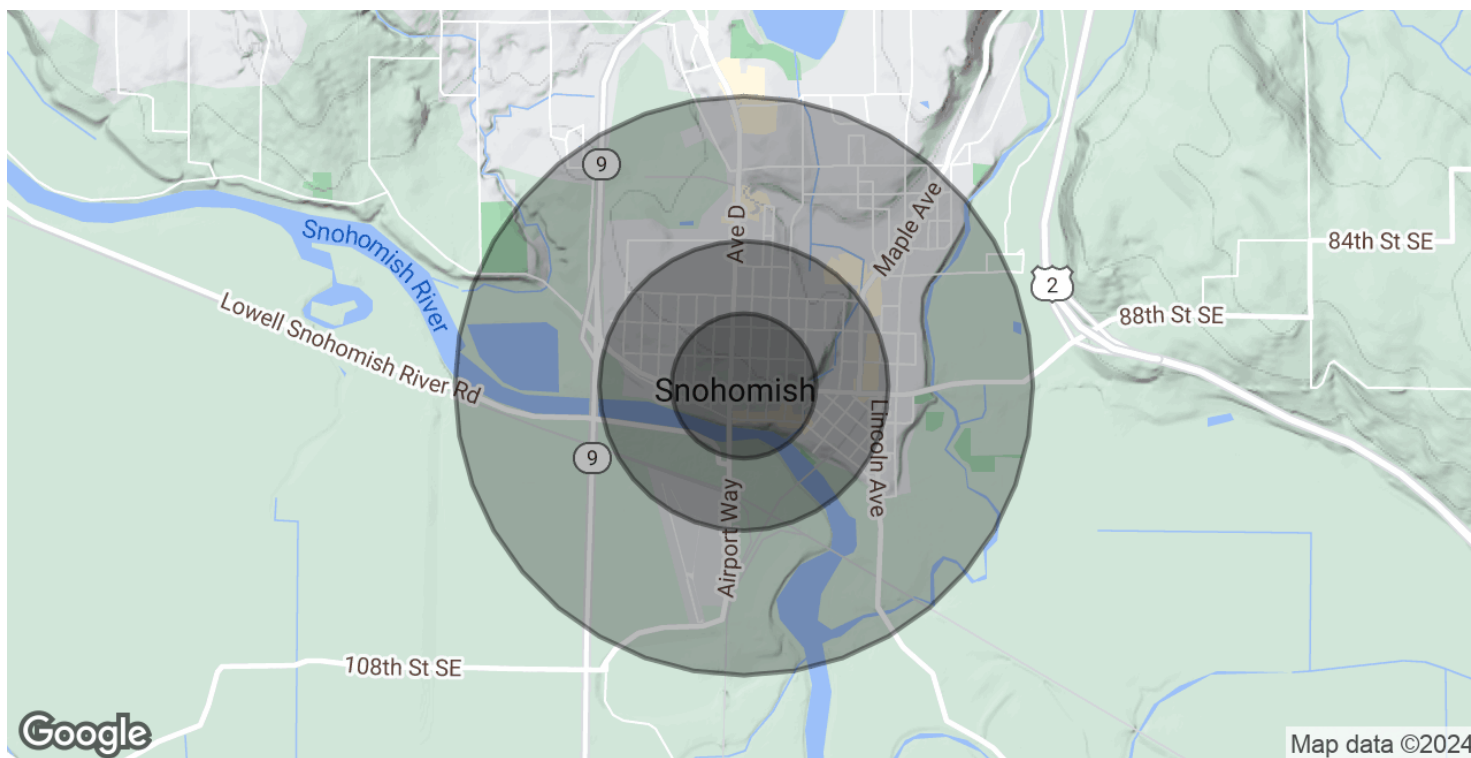 9
Ave D
Maple Ave
Snohomish River
84th St SE
2
88th St SE
Lowell Snohomish River Rd
Snohomish
Lincoln Ave
9
Airport Way
108th St SE
Google
Map data ©2024